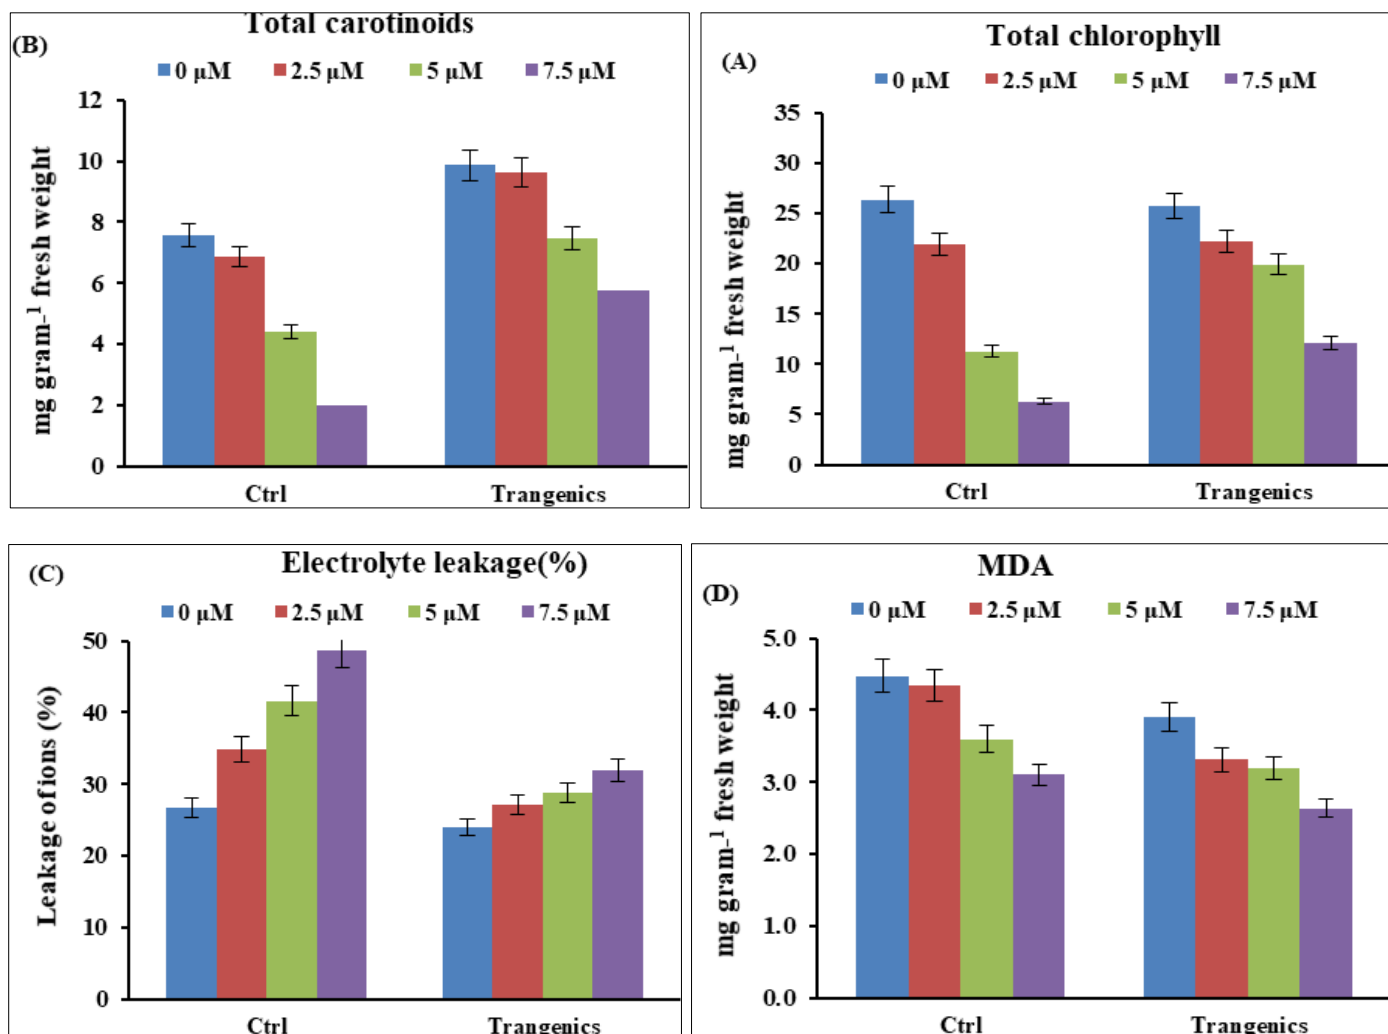 Total carotinoids
(B)
0 µM 2.5 µM 5 µM 7.5 µM
12
10
8
6
4
2
0
mg gram-¹ fresh weight
Ctrl Trangenics
Total chlorophyll
(A)
0 µM 2.5 µM 5 µM 7.5 µM
35
30
25
20
15
10
5
0
mg gram-¹ fresh weight
Ctrl Trangenics
Electrolyte leakage(%)
(C)
0 µM 2.5 µM 5 µM 7.5 µM
50
40
30
20
10
0
Leakage of ions (%)
Ctrl Trangenics
MDA
(D)
0 µM 2.5 µM 5 µM 7.5 µM
5.0
4.0
3.0
2.0
1.0
0.0
mg gram-¹ fresh weight
Ctrl Trangenics